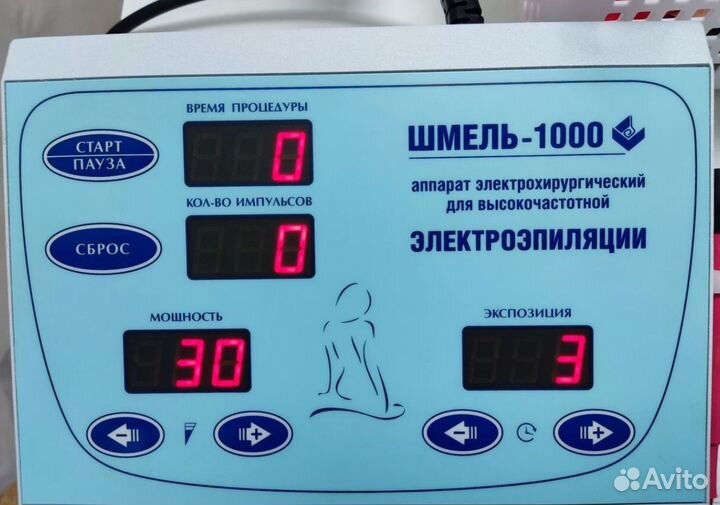 ВРЕМЯ ПРОЦЕДУРЫ
СТАРТ
ПАУЗА
0
КОЛ-ВО ИМПУЛЬСОВ
СБРОС
0
ШМЕЛЬ-1000
аппарат электрохирургический
для высокочастотной
ЭЛЕКТРОЭПИЛЯЦИИ
МОЩНОСТЬ
30
ЭКСПОЗИЦИЯ
3
Avito